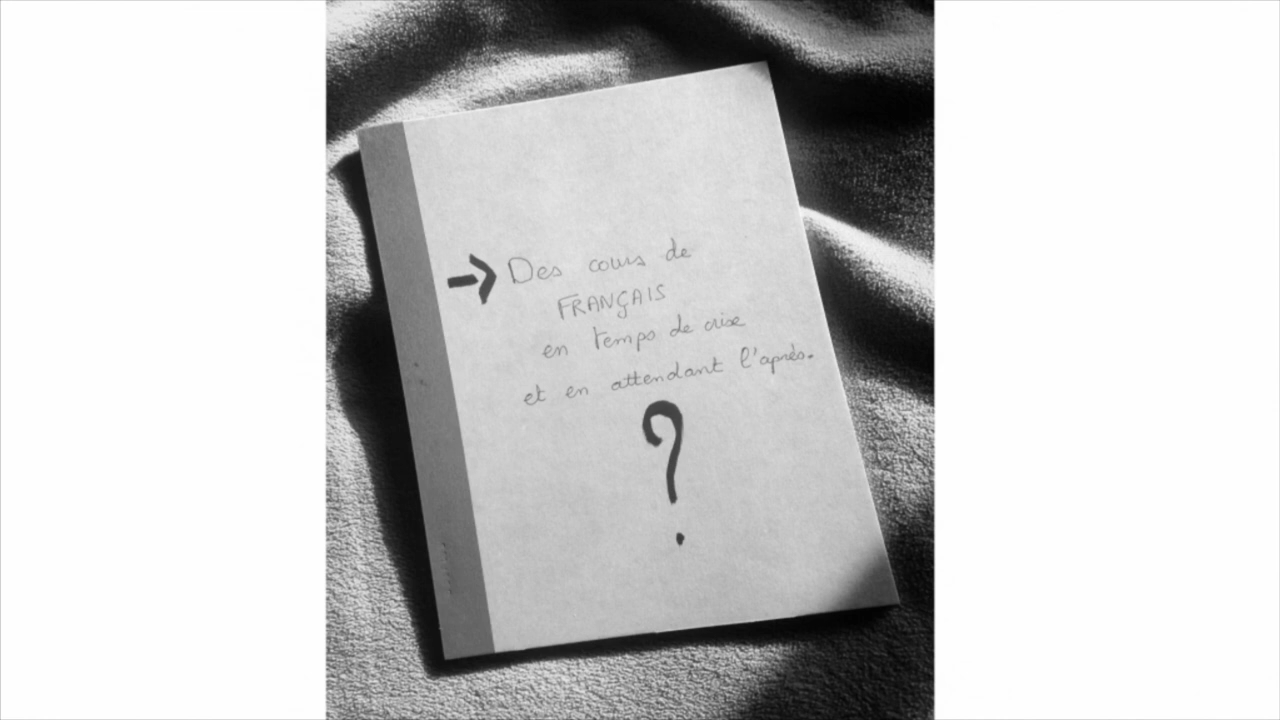 → Des cours de
FRANÇAIS
en temps de crise
et en attendant l'après.
?